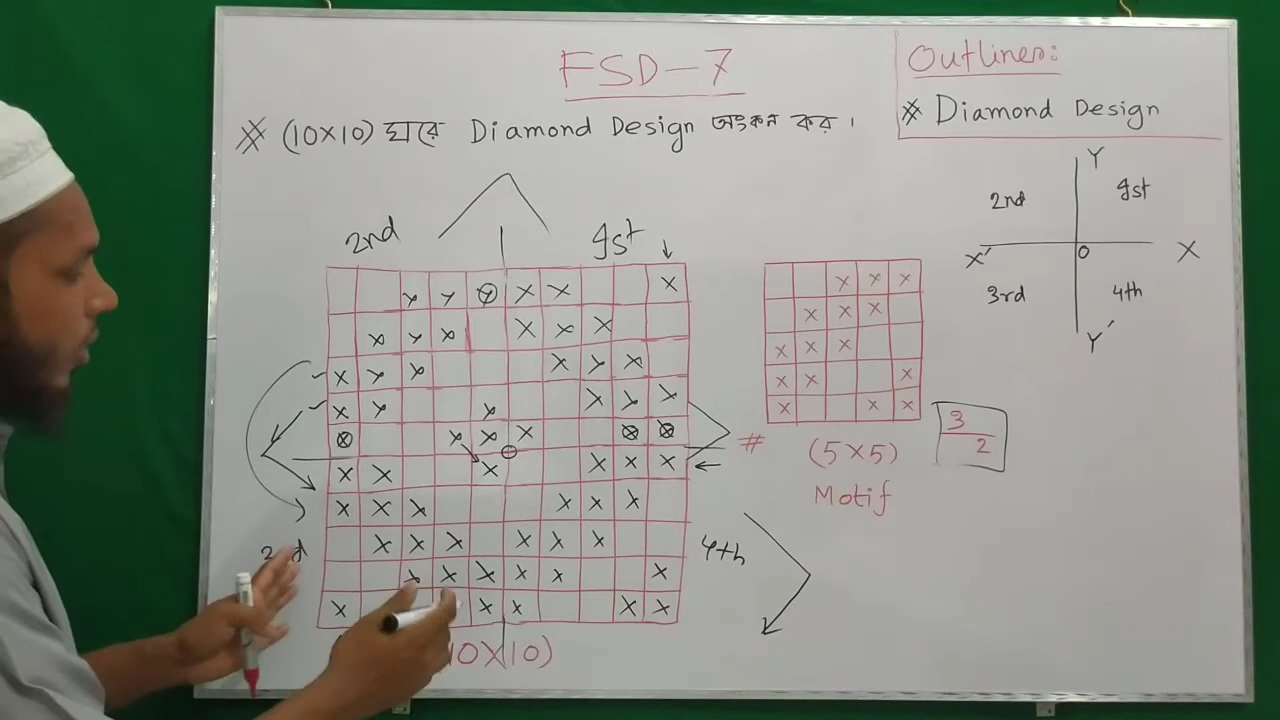 FSD-7
Outlines:
※ (10×10) ঘরে Diamond Design অংকন কর ।
※ Diamond Design
Y
2nd
1st
X'
0
X
3rd
4th
Y'
2nd
1st
× × ⊗ × × ×
× × × × × ×
× × × × × ×
× × × × × ×
⊗ × × × ⊗ ⊗
× × × × × ×
× × × × × ×
× × × × × ×
× × × × × ×
× × × × ×
4th
× × ×
× × ×
× × ×
× × ×
× × ×
#
(5×5)
Motif
3
2
10×10)